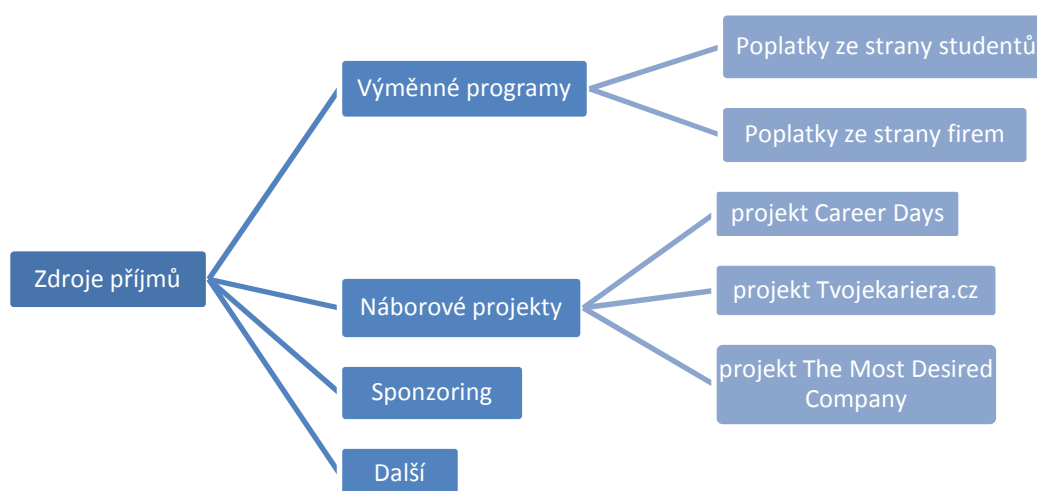 Zdroje příjmů
Výměnné programy
Poplatky ze strany studentů
Poplatky ze strany firem
Náborové projekty
projekt Career Days
projekt Tvojekariera.cz
projekt The Most Desired
Company
Sponzoring
Další